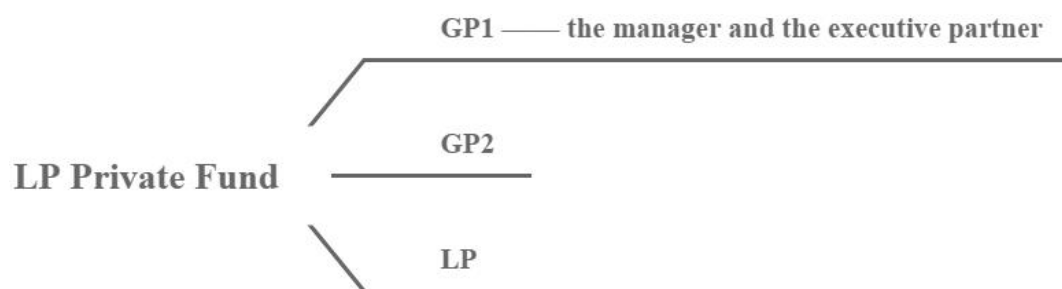 GP1 —— the manager and the executive partner
GP2
LP Private Fund
LP